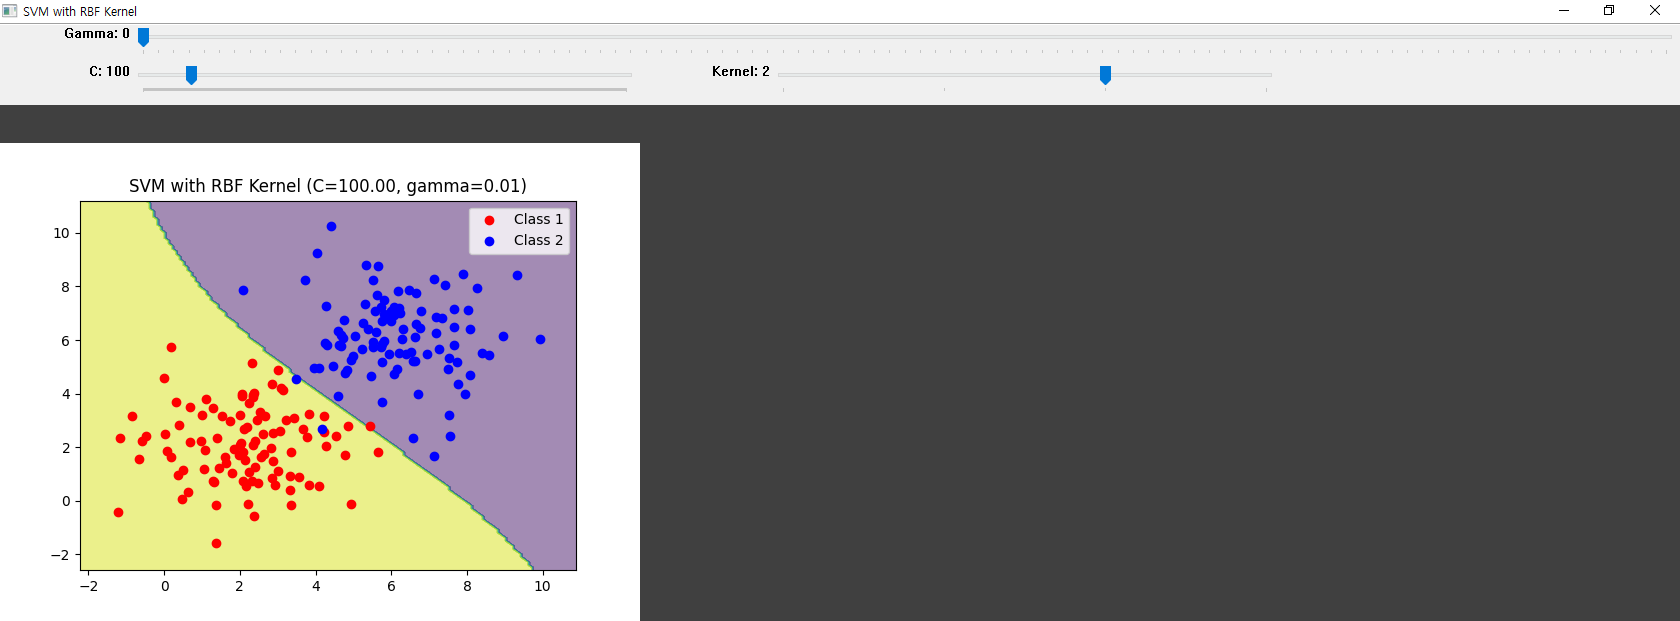 SVM with RBF Kernel
Gamma: 0
C: 100
Kernel: 2
SVM with RBF Kernel (C=100.00, gamma=0.01)
Class 1
Class 2
10
8
6
4
2
0
−2
−2 0 2 4 6 8 10